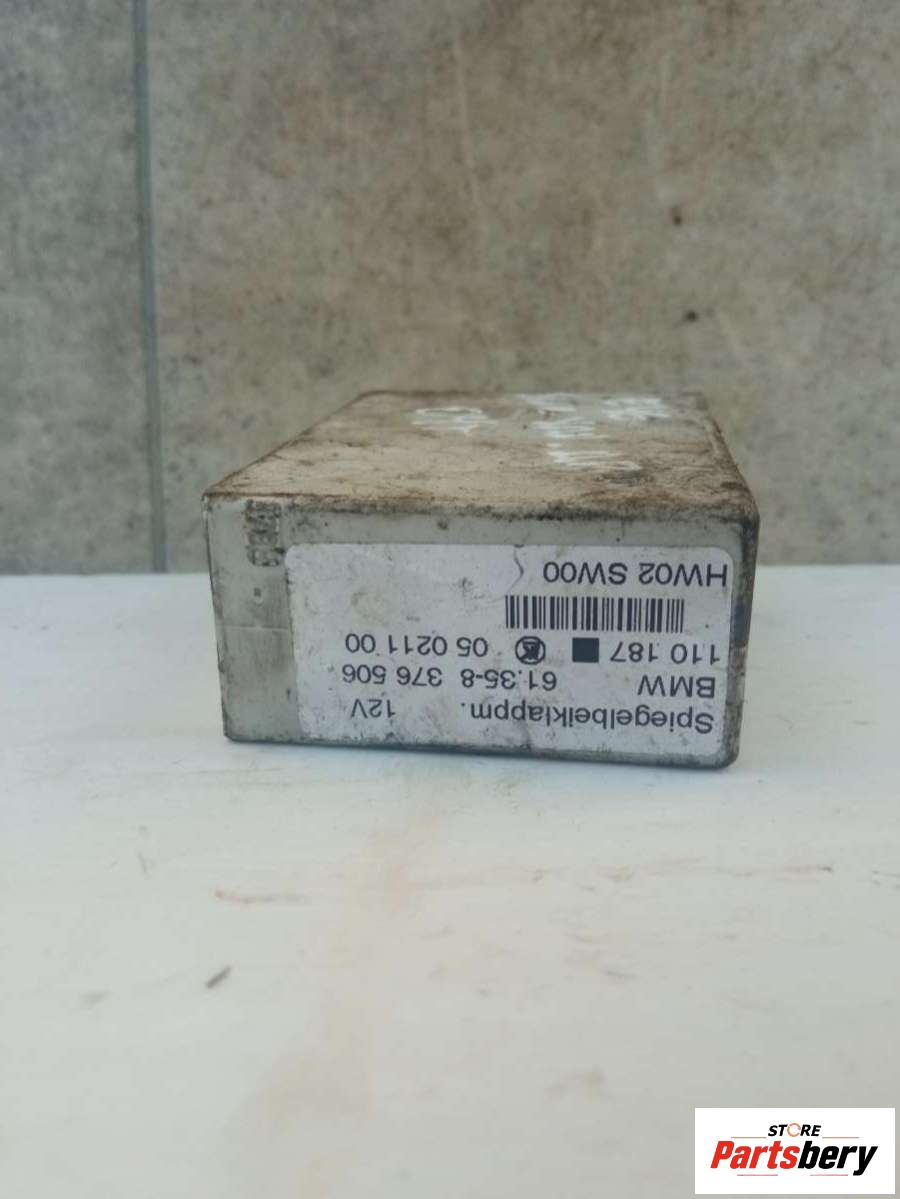 Spiegelbeiklappm. 12V
BMW 61.35-8 376 506
110 187 05 0211 00
HW02 SW00
STORE
Partsbery